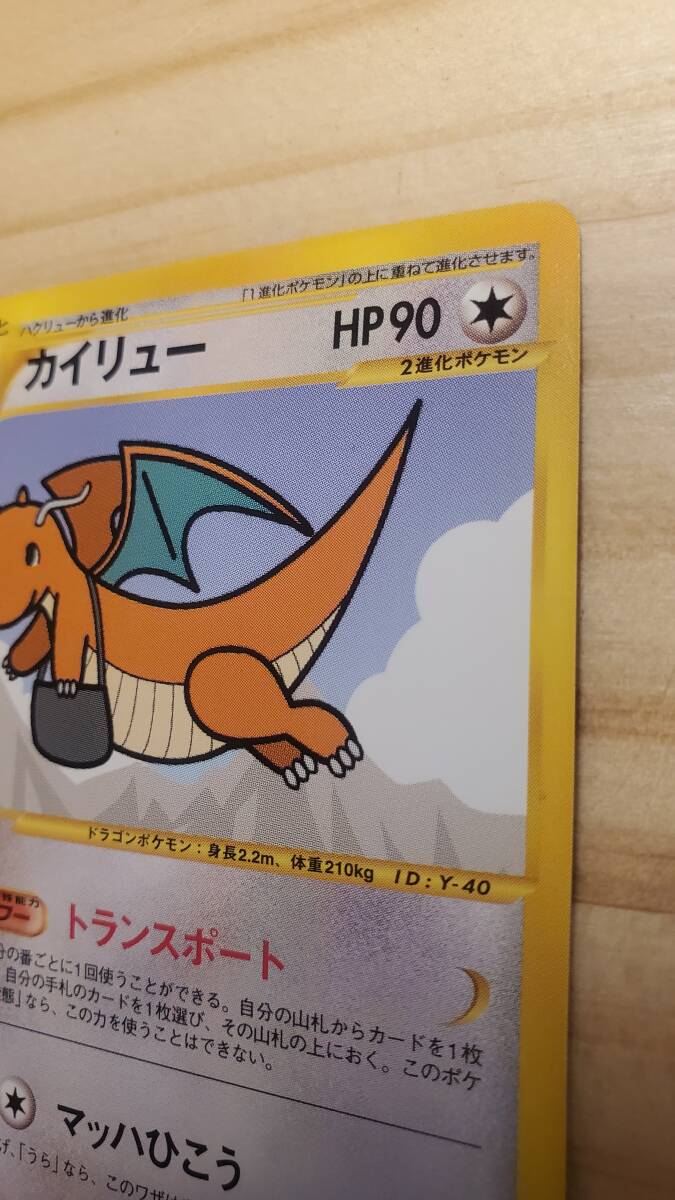 「1進化ポケモン」の上に重ねて進化させます。
と ハクリューから進化
カイリュー HP90
2進化ポケモン
ドラゴンポケモン：身長2.2m、体重210kg ID：Y-40
トランスポート
分の番ごとに1回使うことができる。自分の山札からカードを1枚
自分の手札のカードを1枚選び、その山札の上におく。このポケ
状態」なら、この力を使うことはできない。
マッハひこう
げ、「うら」なら、このワザは